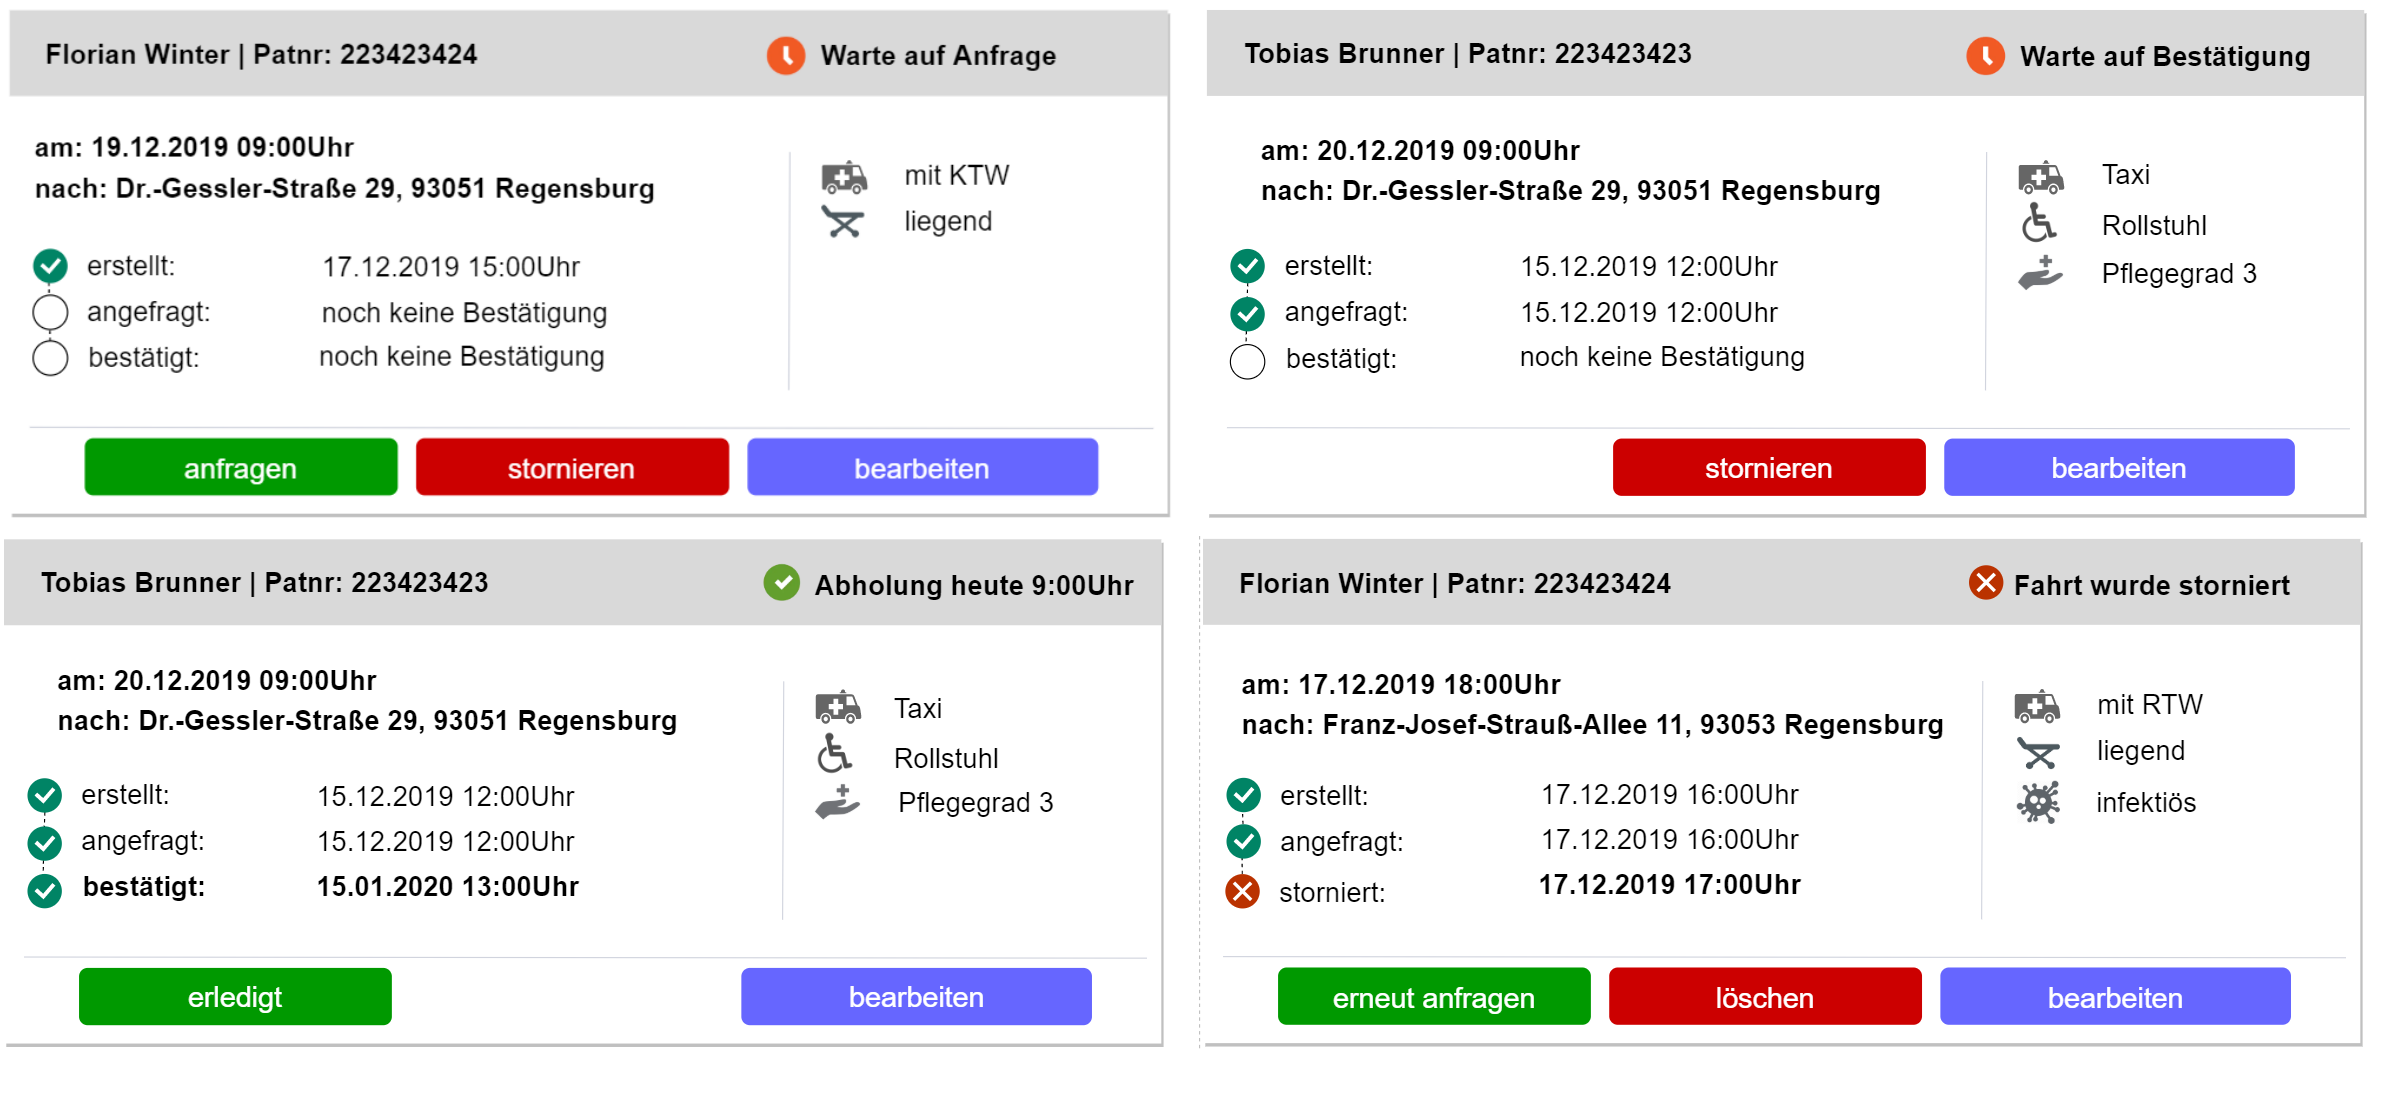 Florian Winter | Patnr: 223423424
Warte auf Anfrage
am: 19.12.2019 09:00Uhr
nach: Dr.-Gessler-Straße 29, 93051 Regensburg
mit KTW
liegend
erstellt: 17.12.2019 15:00Uhr
angefragt: noch keine Bestätigung
bestätigt: noch keine Bestätigung
anfragen
stornieren
bearbeiten
Tobias Brunner | Patnr: 223423423
Warte auf Bestätigung
am: 20.12.2019 09:00Uhr
nach: Dr.-Gessler-Straße 29, 93051 Regensburg
Taxi
Rollstuhl
Pflegegrad 3
erstellt: 15.12.2019 12:00Uhr
angefragt: 15.12.2019 12:00Uhr
bestätigt: noch keine Bestätigung
stornieren
bearbeiten
Tobias Brunner | Patnr: 223423423
Abholung heute 9:00Uhr
am: 20.12.2019 09:00Uhr
nach: Dr.-Gessler-Straße 29, 93051 Regensburg
Taxi
Rollstuhl
Pflegegrad 3
erstellt: 15.12.2019 12:00Uhr
angefragt: 15.12.2019 12:00Uhr
bestätigt: 15.01.2020 13:00Uhr
erledigt
bearbeiten
Florian Winter | Patnr: 223423424
Fahrt wurde storniert
am: 17.12.2019 18:00Uhr
nach: Franz-Josef-Strauß-Allee 11, 93053 Regensburg
mit RTW
liegend
infektiös
erstellt: 17.12.2019 16:00Uhr
angefragt: 17.12.2019 16:00Uhr
storniert: 17.12.2019 17:00Uhr
erneut anfragen
löschen
bearbeiten